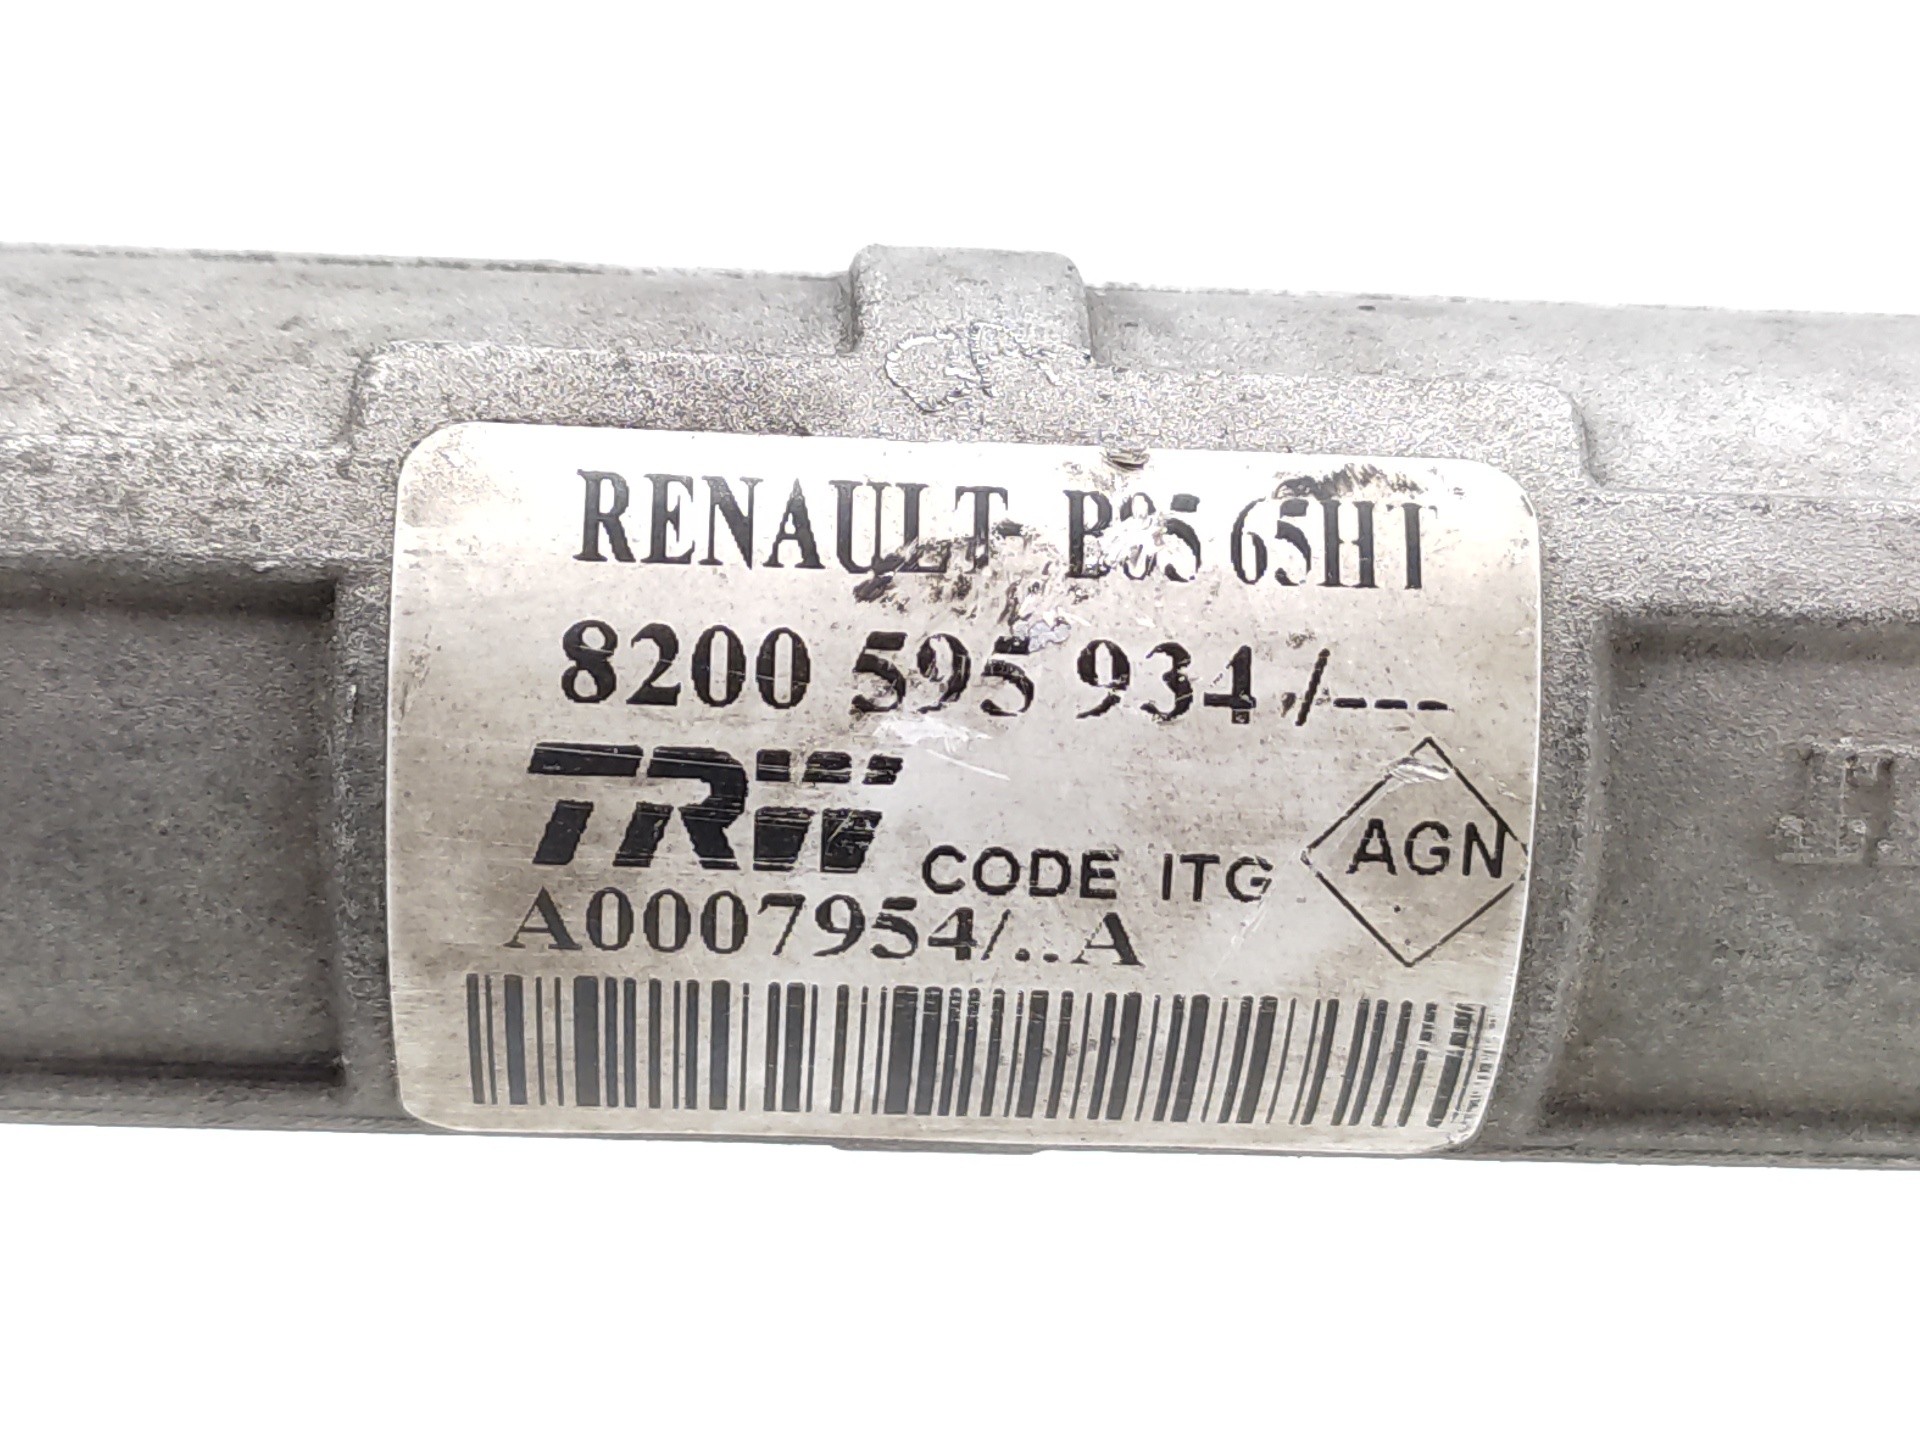 RENAULT- B85 65HT
8200 595 934 ./---
TRW CODE ITG AGN
A0007954/..A